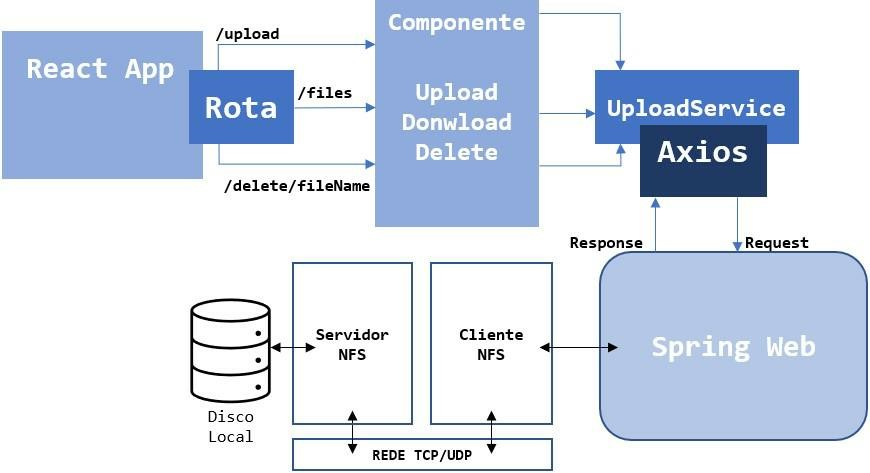 React App
Rota
/upload
/files
/delete/fileName
Componente
Upload
Donwload
Delete
UploadService
Axios
Response
Request
Spring Web
Cliente
NFS
Servidor
NFS
Disco
Local
REDE TCP/UDP